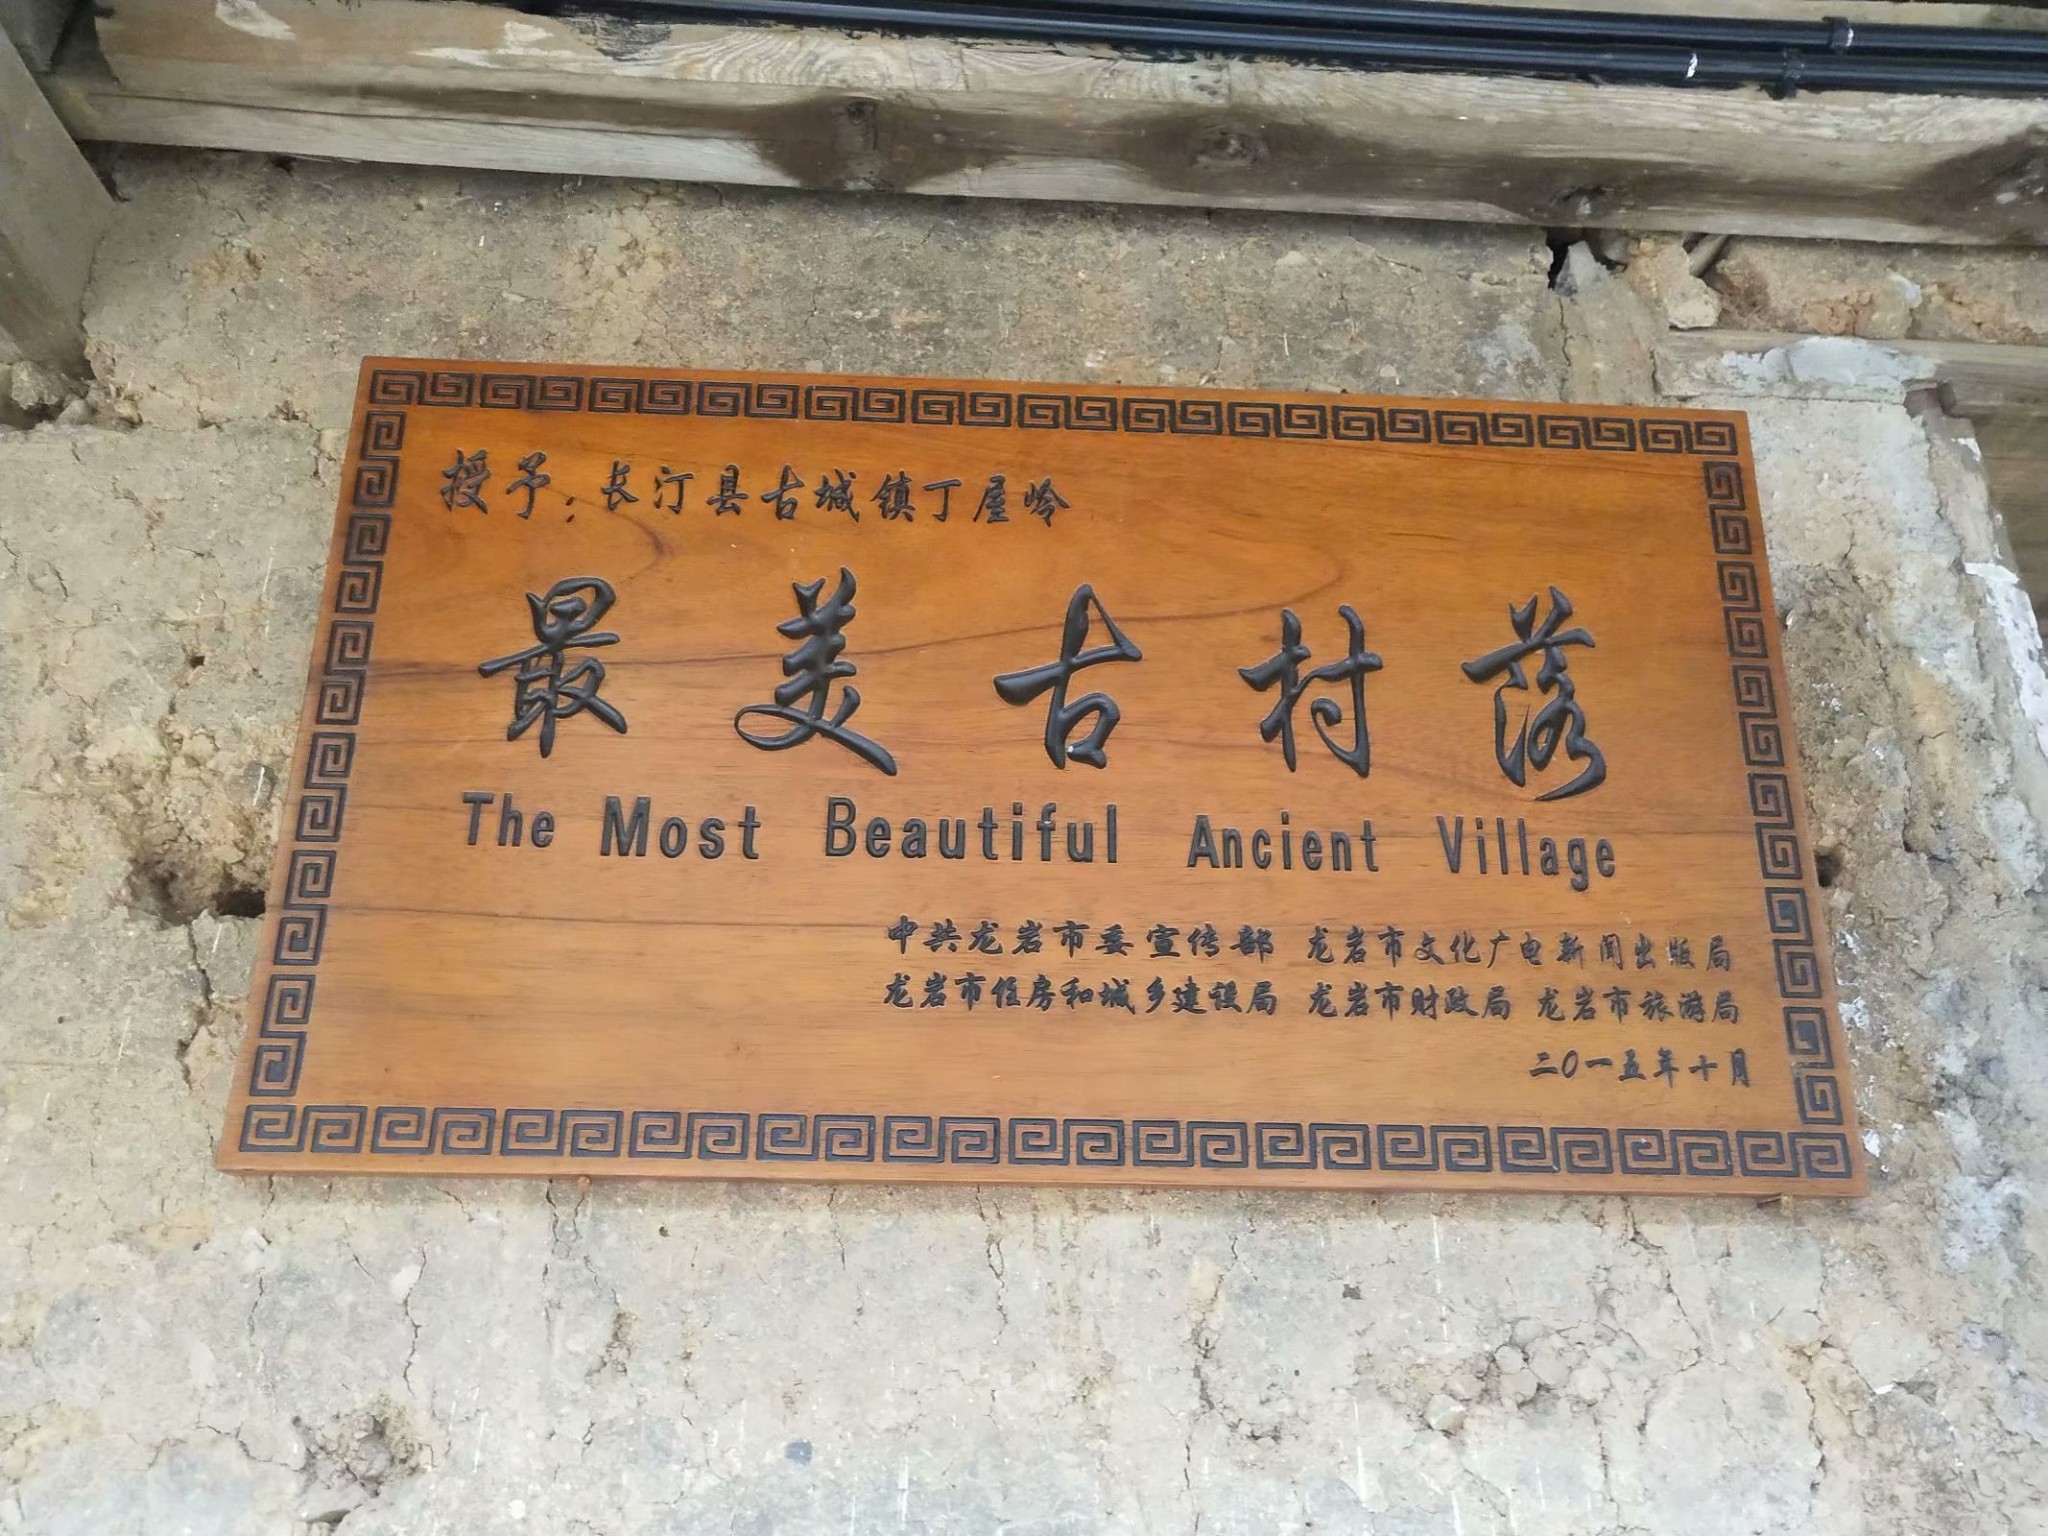 授予：长汀县古城镇丁屋岭
最美古村落
The Most Beautiful Ancient Village
中共龙岩市委宣传部 龙岩市文化广电新闻出版局
龙岩市住房和城乡建设局 龙岩市财政局 龙岩市旅游局
二〇一五年十月